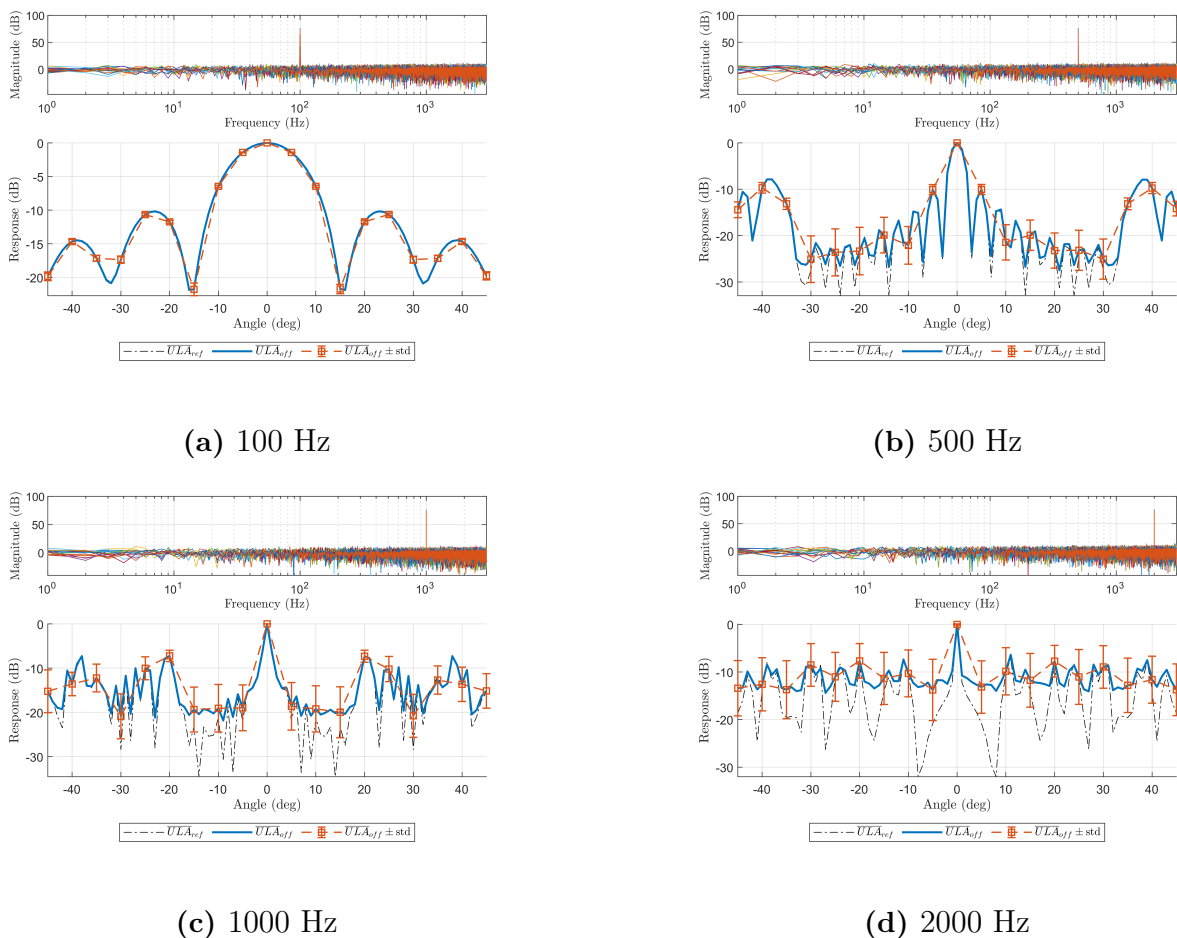 Magnitude (dB)
100
50
0
10^0
10^1
10^2
10^3
Frequency (Hz)
Response (dB)
0
-5
-10
-15
-20
-40
-30
-20
-10
0
10
20
30
40
Angle (deg)
ULA_ref
ULA_off
ULA_off ± std
(a) 100 Hz
Magnitude (dB)
100
50
0
10^0
10^1
10^2
10^3
Frequency (Hz)
Response (dB)
0
-10
-20
-30
-40
-30
-20
-10
0
10
20
30
40
Angle (deg)
ULA_ref
ULA_off
ULA_off ± std
(b) 500 Hz
Magnitude (dB)
100
50
0
10^0
10^1
10^2
10^3
Frequency (Hz)
Response (dB)
0
-10
-20
-30
-40
-30
-20
-10
0
10
20
30
40
Angle (deg)
ULA_ref
ULA_off
ULA_off ± std
(c) 1000 Hz
Magnitude (dB)
100
50
0
10^0
10^1
10^2
10^3
Frequency (Hz)
Response (dB)
0
-10
-20
-30
-40
-30
-20
-10
0
10
20
30
40
Angle (deg)
ULA_ref
ULA_off
ULA_off ± std
(d) 2000 Hz